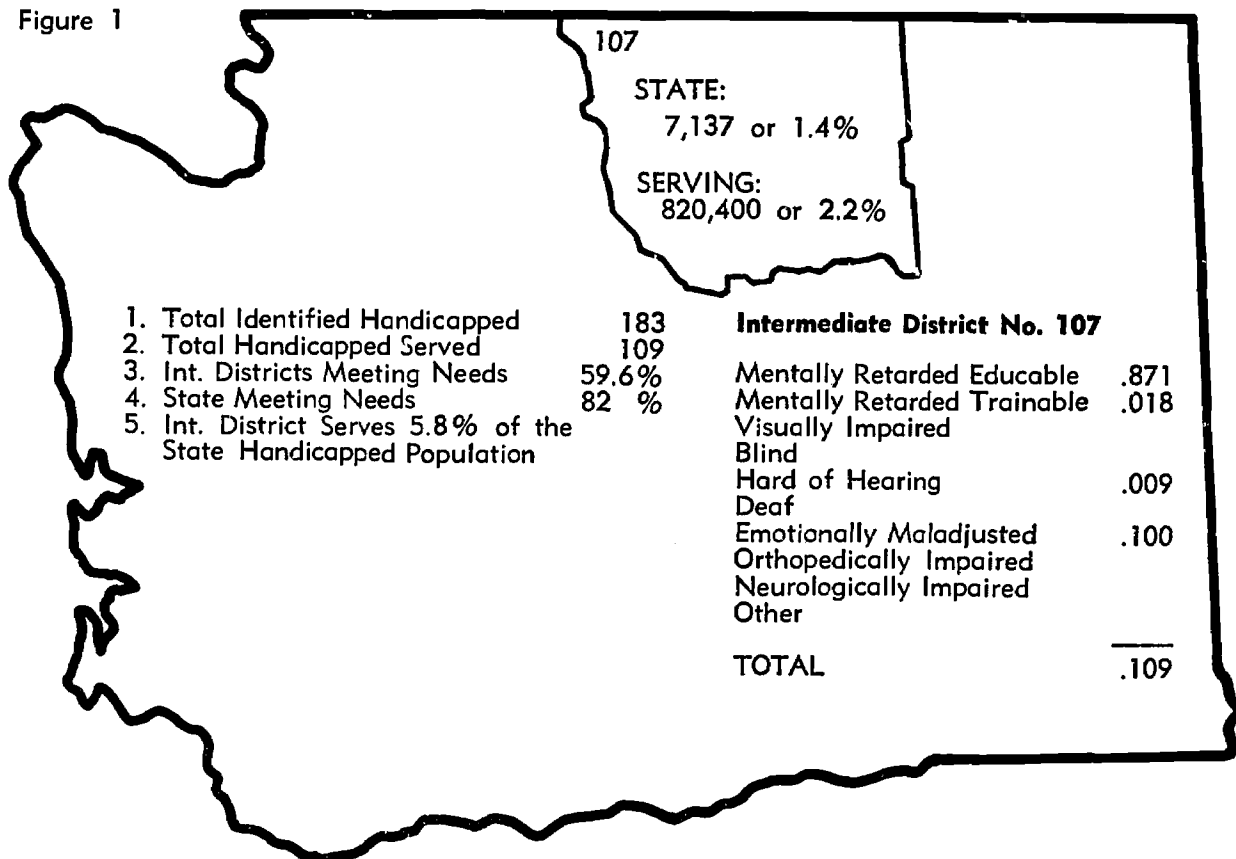 Figure 1
107
STATE:
7,137 or 1.4%
SERVING:
820,400 or 2.2%
1. Total Identified Handicapped 183
2. Total Handicapped Served 109
3. Int. Districts Meeting Needs 59.6%
4. State Meeting Needs 82 %
5. Int. District Serves 5.8% of the
State Handicapped Population
Intermediate District No. 107
Mentally Retarded Educable .871
Mentally Retarded Trainable .018
Visually Impaired
Blind
Hard of Hearing .009
Deaf
Emotionally Maladjusted .100
Orthopedically Impaired
Neurologically Impaired
Other
TOTAL .109